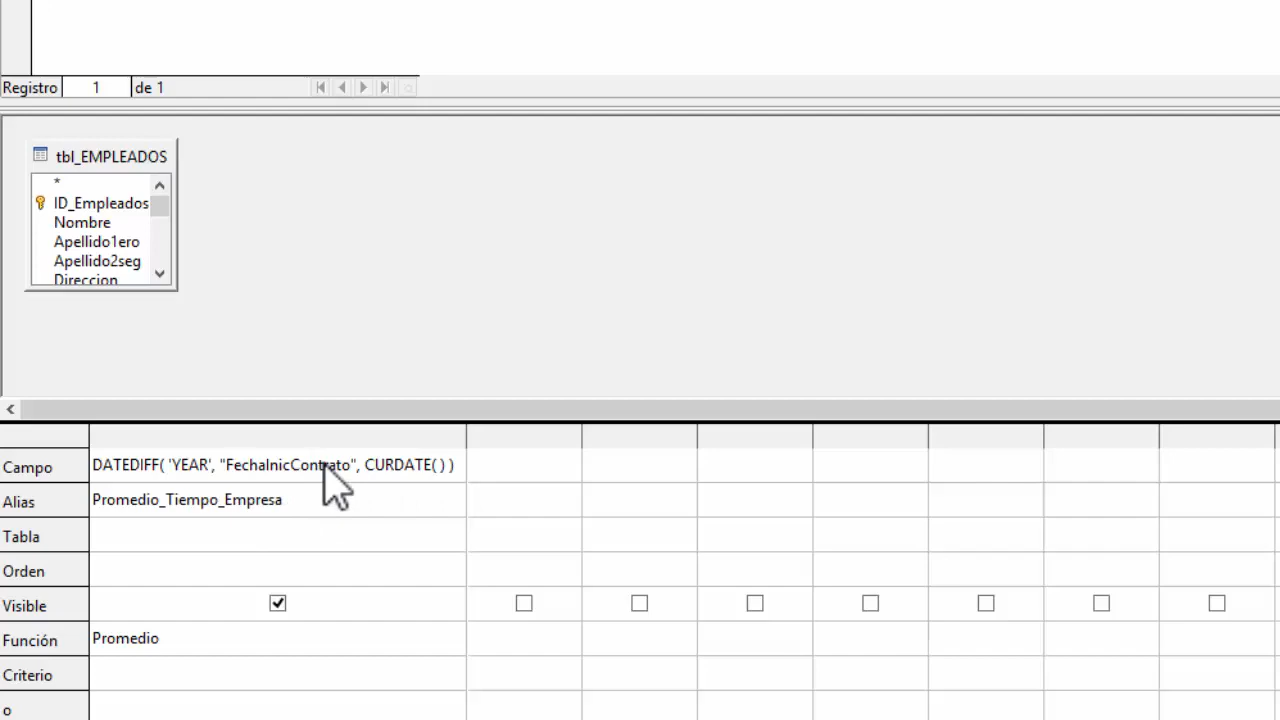 Registro 1 de 1
tbl_EMPLEADOS
*
ID_Empleados
Nombre
Apellido1ero
Apellido2seg
Direccion
Campo DATEDIFF( 'YEAR', "FechaInicContrato", CURDATE( ) )
Alias Promedio_Tiempo_Empresa
Tabla
Orden
Visible
Función Promedio
Criterio
o